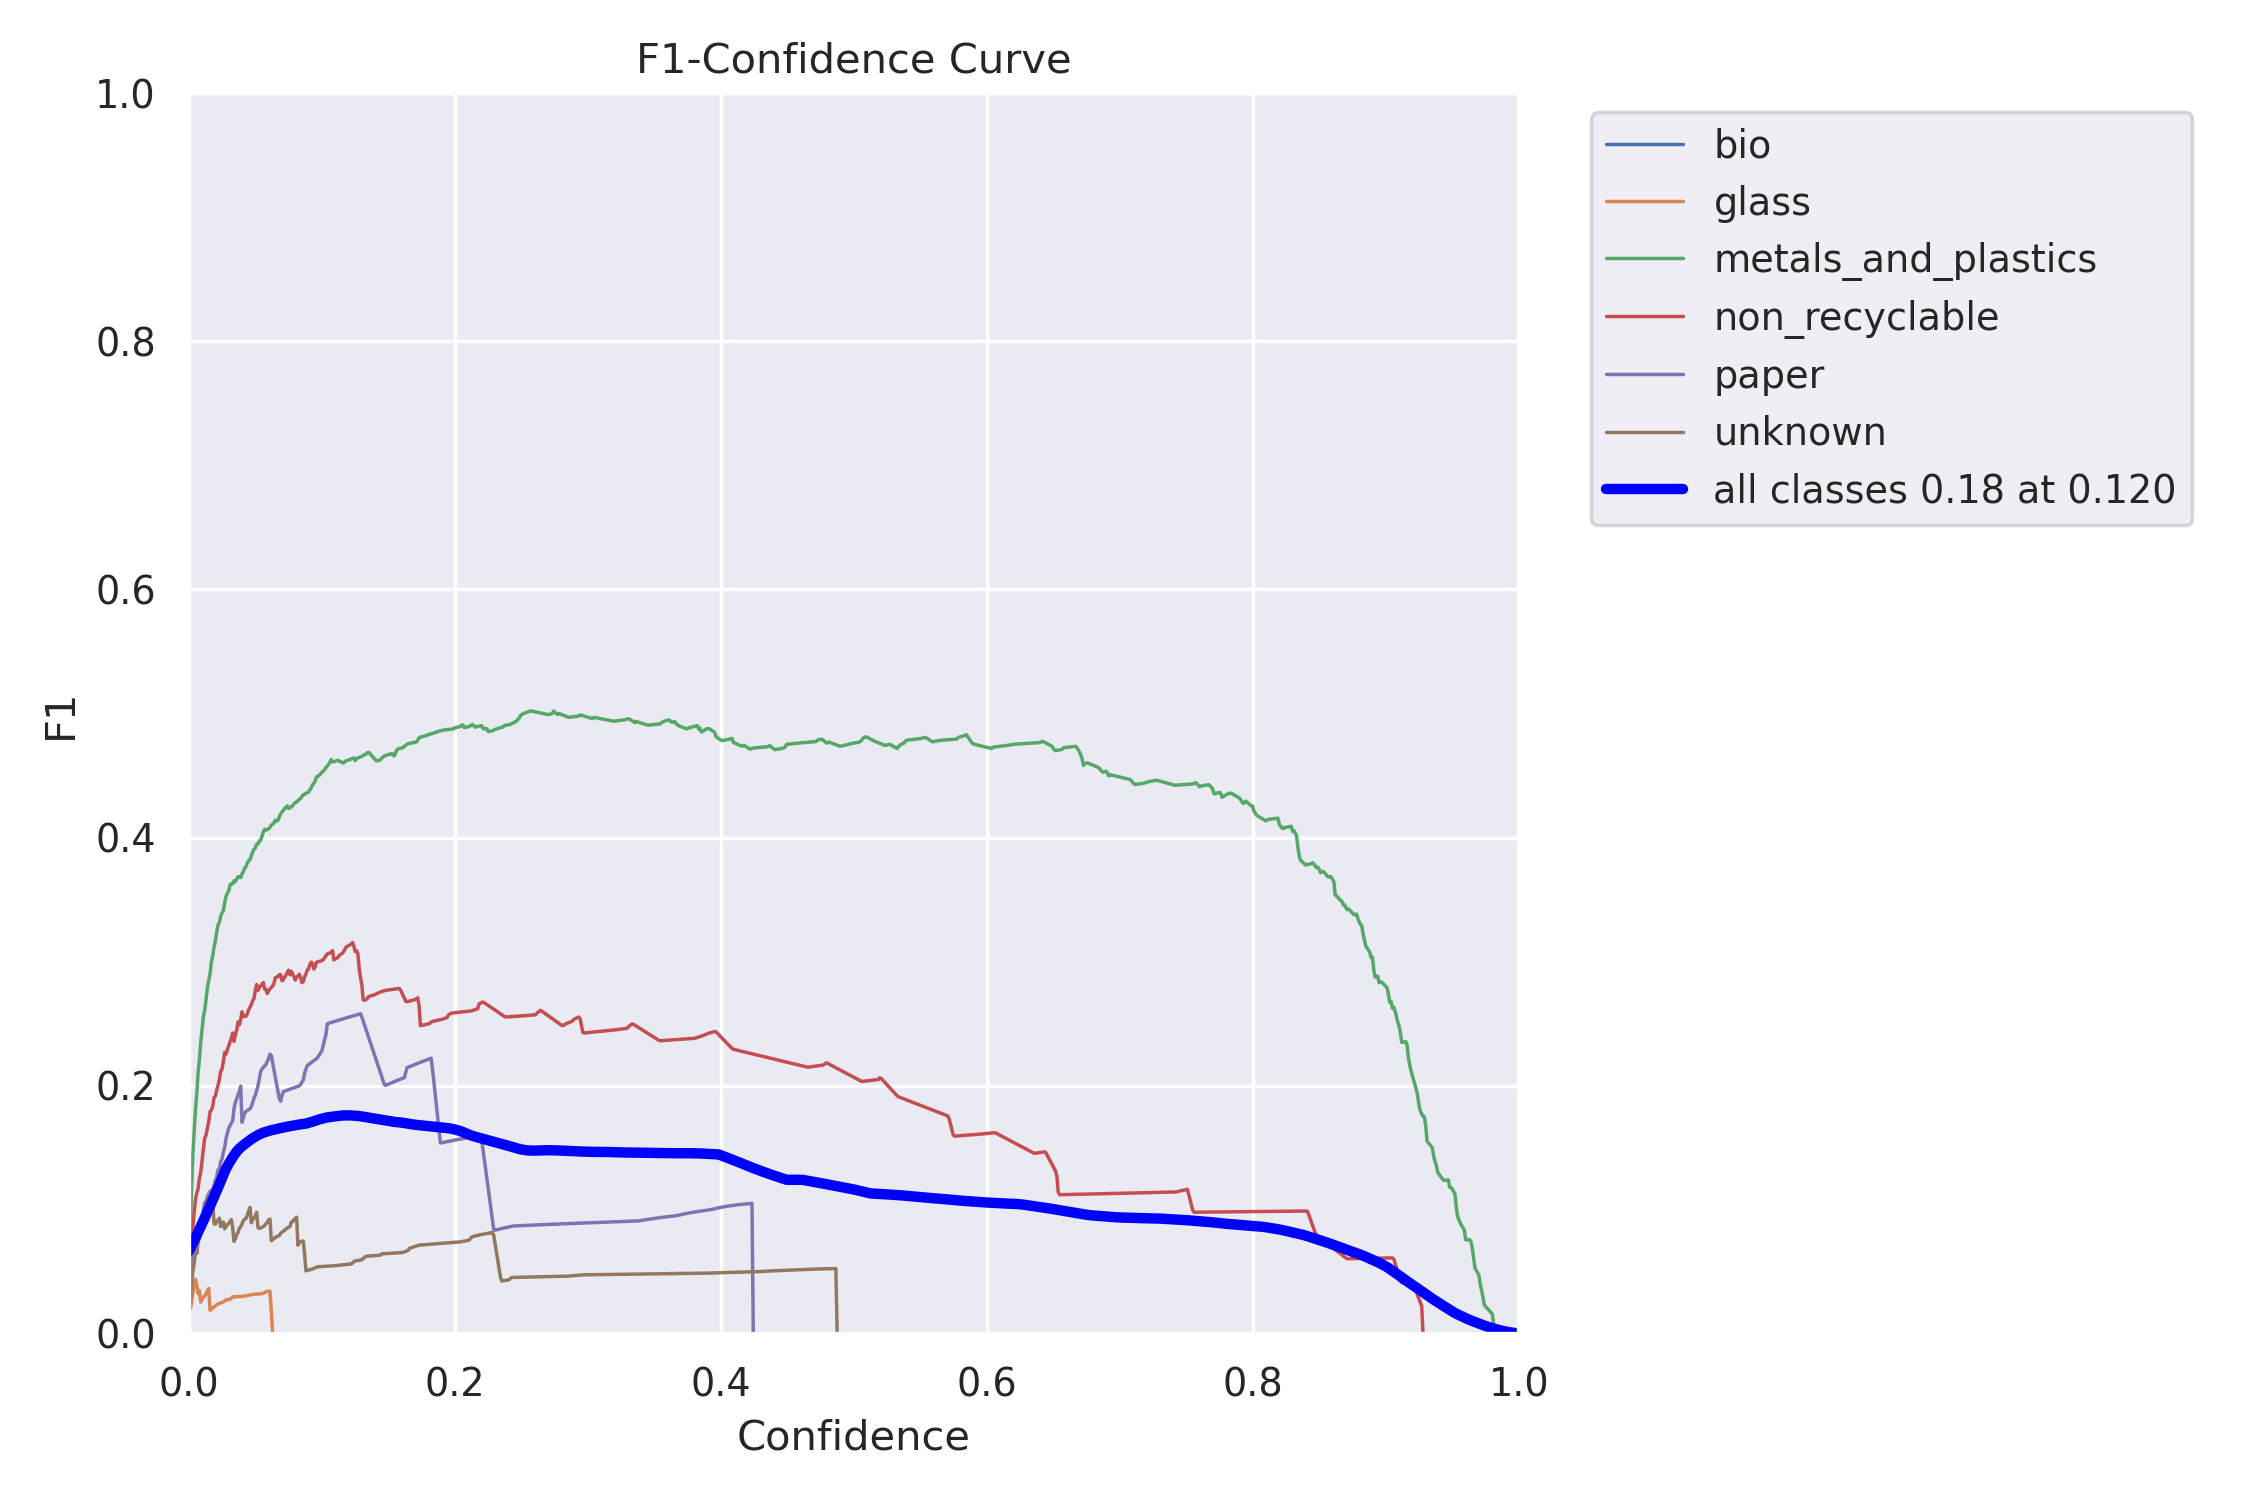 F1-Confidence Curve
1.0
0.8
0.6
0.4
0.2
0.0
F1
0.0 0.2 0.4 0.6 0.8 1.0
Confidence
bio
glass
metals_and_plastics
non_recyclable
paper
unknown
all classes 0.18 at 0.120